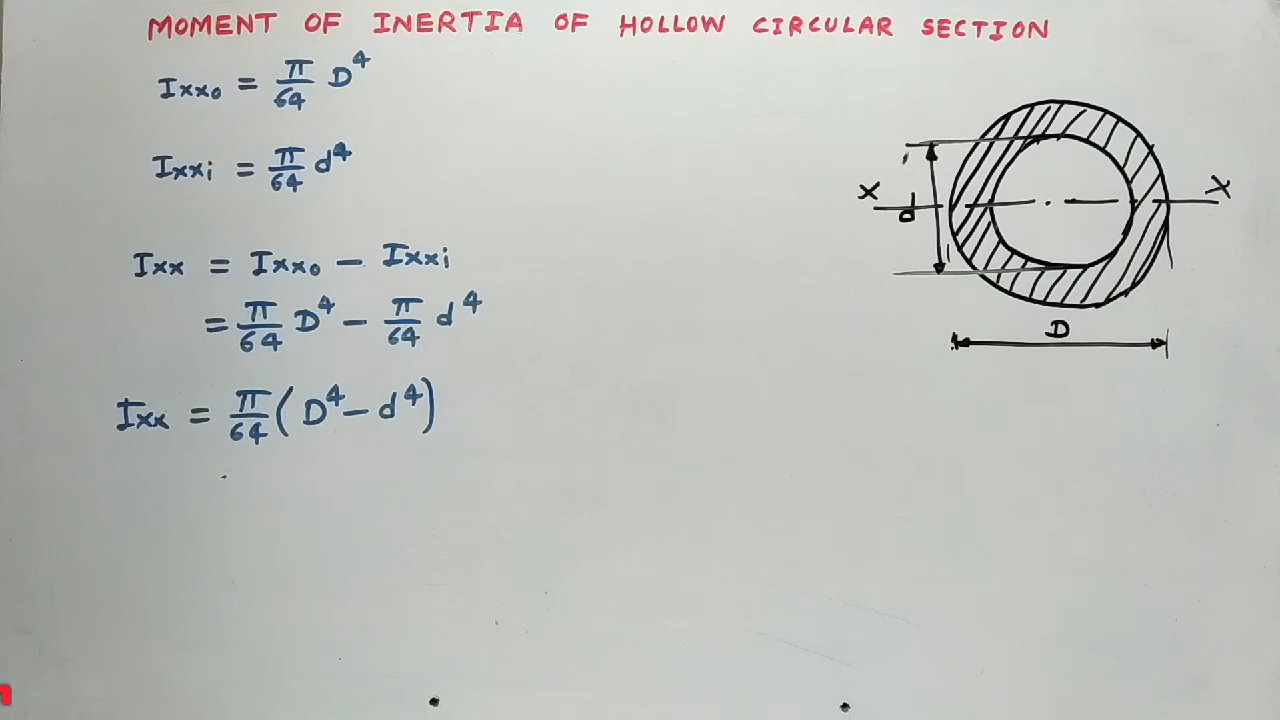 MOMENT OF INERTIA OF HOLLOW CIRCULAR SECTION
Ixxo = π/64 D⁴
Ixxi = π/64 d⁴
Ixx = Ixxo - Ixxi
= π/64 D⁴ - π/64 d⁴
Ixx = π/64 (D⁴ - d⁴)
X
X
d
D